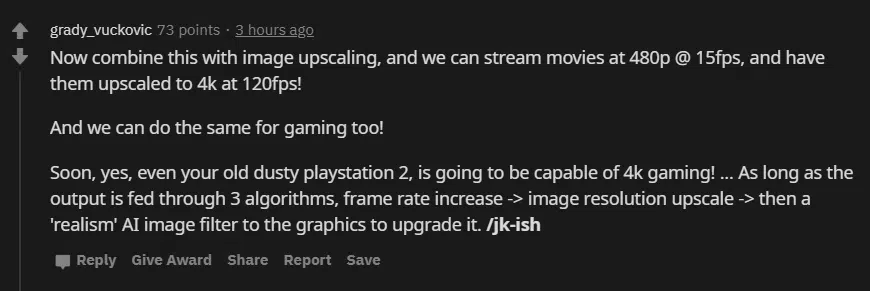 grady_vuckovic 73 points · 3 hours ago
Now combine this with image upscaling, and we can stream movies at 480p @ 15fps, and have
them upscaled to 4k at 120fps!
And we can do the same for gaming too!
Soon, yes, even your old dusty playstation 2, is going to be capable of 4k gaming! ... As long as the
output is fed through 3 algorithms, frame rate increase -> image resolution upscale -> then a
'realism' AI image filter to the graphics to upgrade it. /jk-ish
Reply Give Award Share Report Save